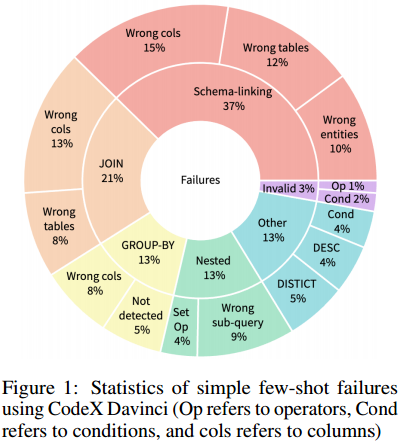 Wrong cols
15%
Wrong tables
12%
Wrong
entities
10%
Schema-linking
37%
Wrong
cols
13%
JOIN
21%
Wrong
tables
8%
Failures
Invalid 3%
Op 1%
Cond 2%
Other
13%
Cond
4%
DESC
4%
DISTICT
5%
GROUP-BY
13%
Wrong cols
8%
Not
detected
5%
Nested
13%
Set
Op
4%
Wrong
sub-query
9%
Figure 1: Statistics of simple few-shot failures
using CodeX Davinci (Op refers to operators, Cond
refers to conditions, and cols refers to columns)